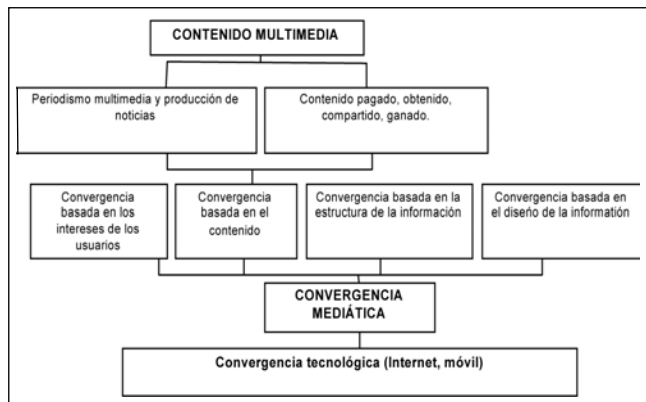 CONTENIDO MULTIMEDIA
Periodismo multimedia y producción de
noticias
Contenido pagado, obtenido,
compartido, ganado.
Convergencia
basada en los
intereses de los
usuarios
Convergencia
basada en el
contenido
Convergencia basada en la
estructura de la información
Convergencia basada en
el diseño de la informatión
CONVERGENCIA
MEDIÁTICA
Convergencia tecnológica (Internet, móvil)